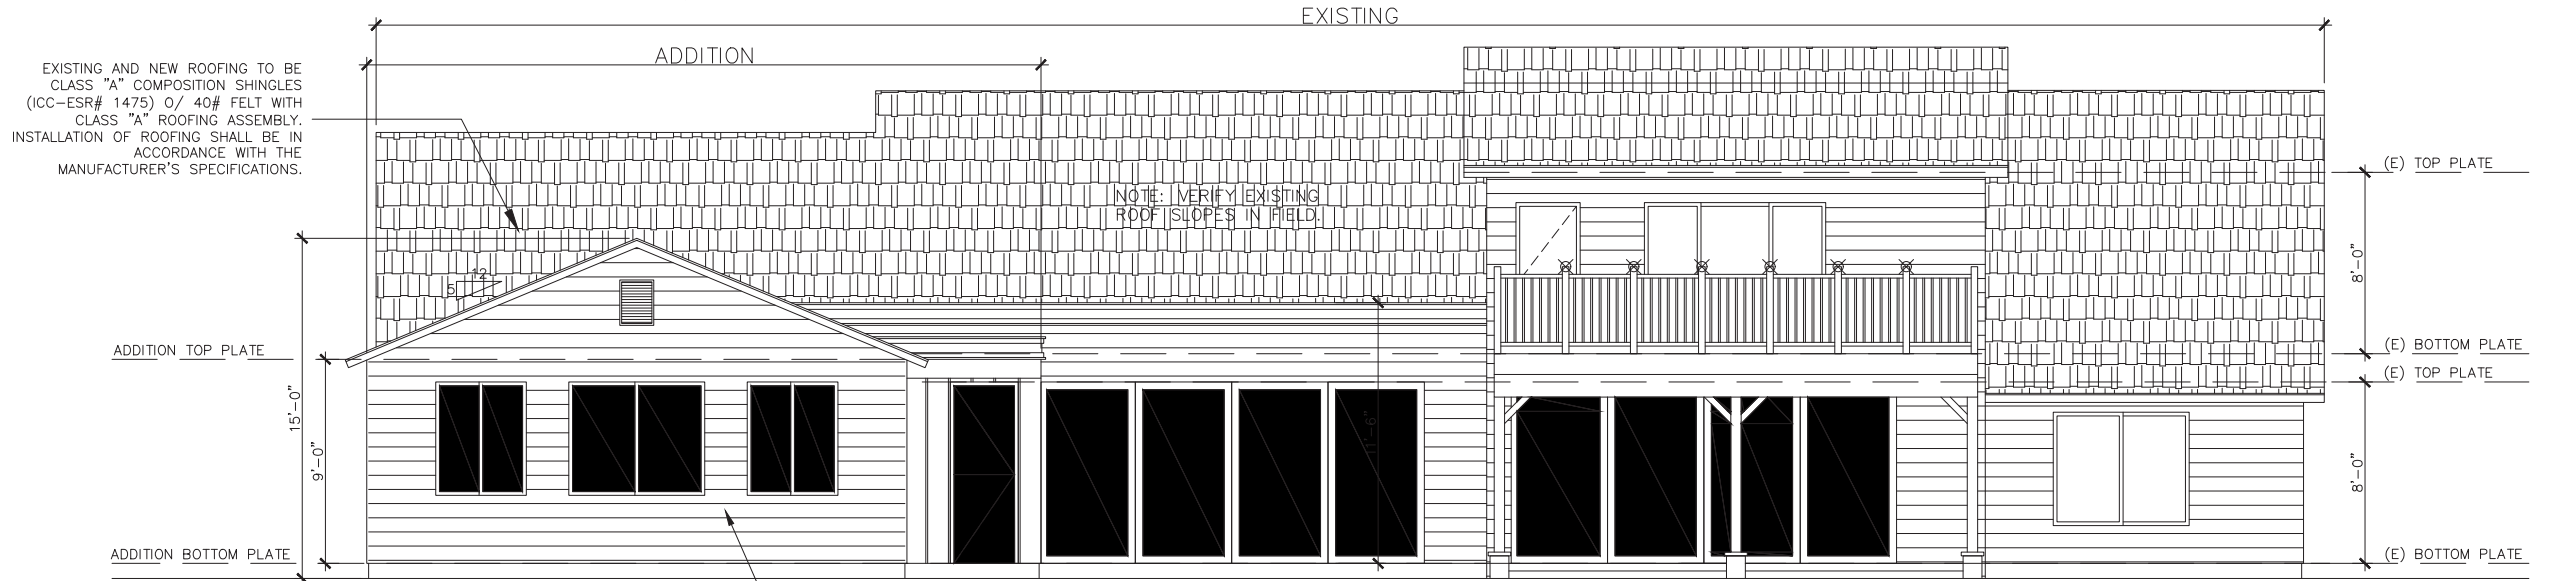 EXISTING
ADDITION
EXISTING AND NEW ROOFING TO BE
CLASS "A" COMPOSITION SHINGLES
(ICC-ESR# 1475) O/ 40# FELT WITH
CLASS "A" ROOFING ASSEMBLY.
INSTALLATION OF ROOFING SHALL BE IN
ACCORDANCE WITH THE
MANUFACTURER'S SPECIFICATIONS.
(E) TOP PLATE
NOTE: VERIFY EXISTING
ROOF SLOPES IN FIELD.
8'-0"
12
5
ADDITION TOP PLATE
(E) BOTTOM PLATE
(E) TOP PLATE
15'-0"
9'-0"
11'-6"
8'-0"
ADDITION BOTTOM PLATE
(E) BOTTOM PLATE